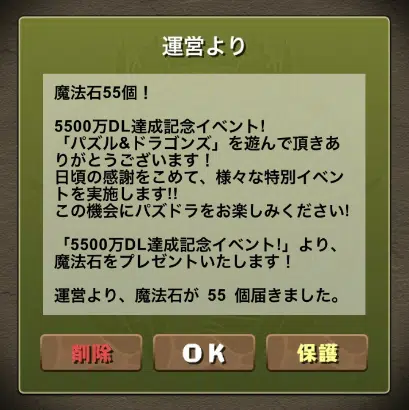 運営より
魔法石55個！
5500万DL達成記念イベント!
「パズル&ドラゴンズ」を遊んで頂きあ
りがとうございます！
日頃の感謝をこめて、様々な特別イベン
トを実施します!!
この機会にパズドラをお楽しみください!
「5500万DL達成記念イベント!」より、
魔法石をプレゼントいたします！
運営より、魔法石が 55 個届きました。
削除 OK 保護